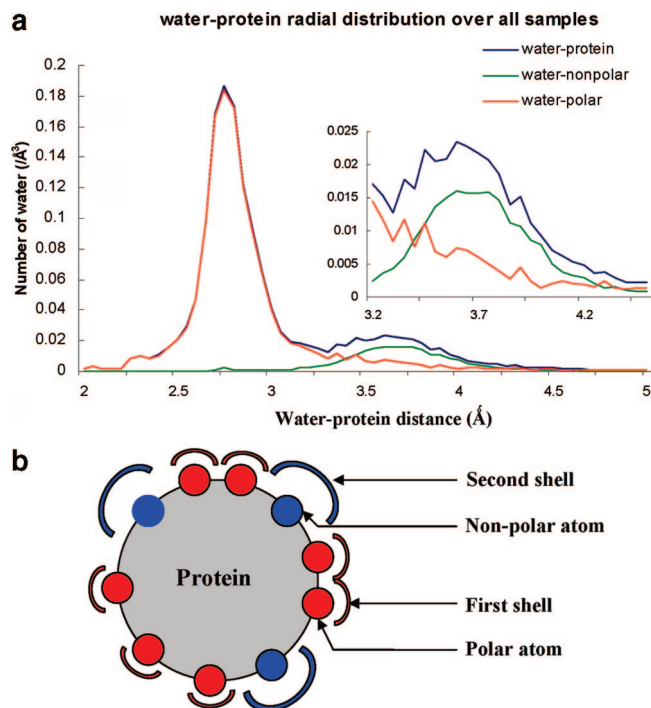 a
water-protein radial distribution over all samples
water-protein
water-nonpolar
water-polar
Number of water (/Å³)
0.2
0.18
0.16
0.14
0.12
0.1
0.08
0.06
0.04
0.02
0
2
2.5
3
3.5
4
4.5
5
0.025
0.02
0.015
0.01
0.005
0
3.2
3.7
4.2
Water-protein distance (Å)
b
Second shell
Non-polar atom
Protein
First shell
Polar atom